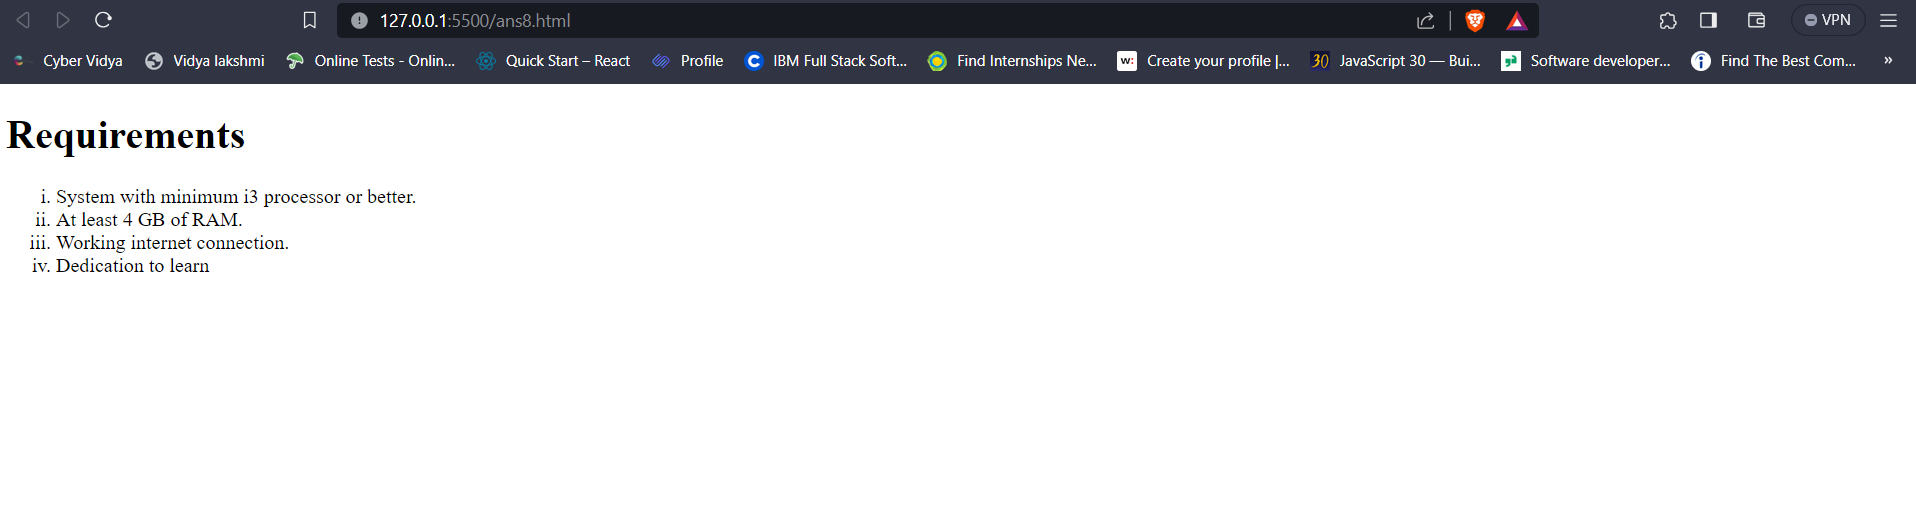 127.0.0.1:5500/ans8.html
VPN
Cyber Vidya
Vidya lakshmi
Online Tests - Onlin...
Quick Start – React
Profile
C
IBM Full Stack Soft...
Find Internships Ne...
w:
Create your profile |...
30
JavaScript 30 — Bui...
Software developer...
Find The Best Com...
»
Requirements
i. System with minimum i3 processor or better.
ii. At least 4 GB of RAM.
iii. Working internet connection.
iv. Dedication to learn